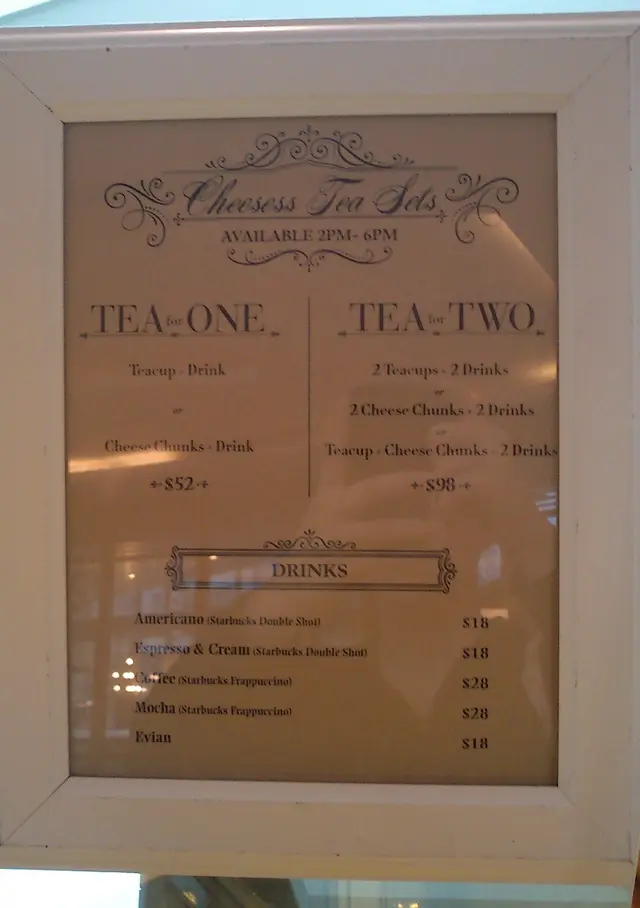 Cheesess Tea Sets
AVAILABLE 2PM- 6PM
TEA for ONE
Teacup + Drink
or
Cheese Chunks + Drink
$52
TEA for TWO
2 Teacups + 2 Drinks
or
2 Cheese Chunks + 2 Drinks
or
Teacup + Cheese Chunks + 2 Drinks
$98
DRINKS
Americano (Starbucks Double Shot) $18
Espresso & Cream (Starbucks Double Shot) $18
Coffee (Starbucks Frappuccino) $28
Mocha (Starbucks Frappuccino) $28
Evian $18